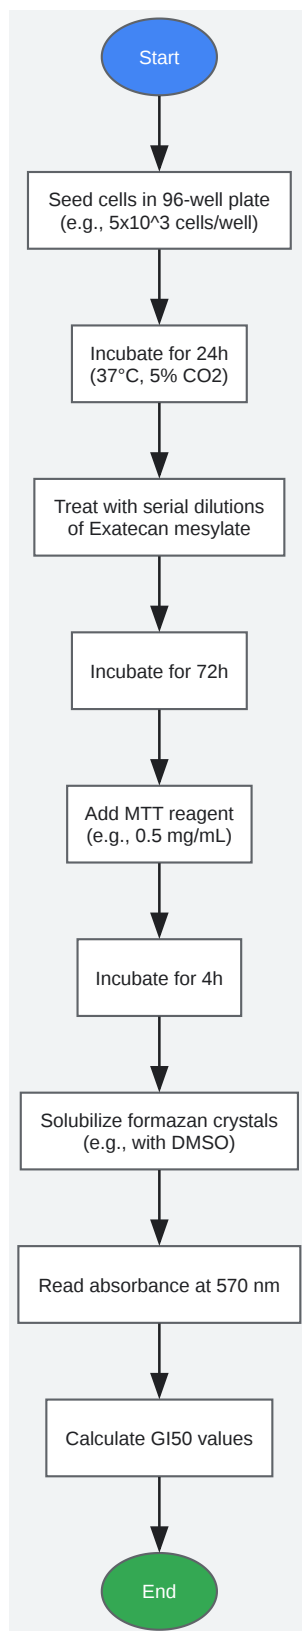 Start
Seed cells in 96-well plate
(e.g., 5x10^3 cells/well)
Incubate for 24h
(37°C, 5% CO2)
Treat with serial dilutions
of Exatecan mesylate
Incubate for 72h
Add MTT reagent
(e.g., 0.5 mg/mL)
Incubate for 4h
Solubilize formazan crystals
(e.g., with DMSO)
Read absorbance at 570 nm
Calculate GI50 values
End